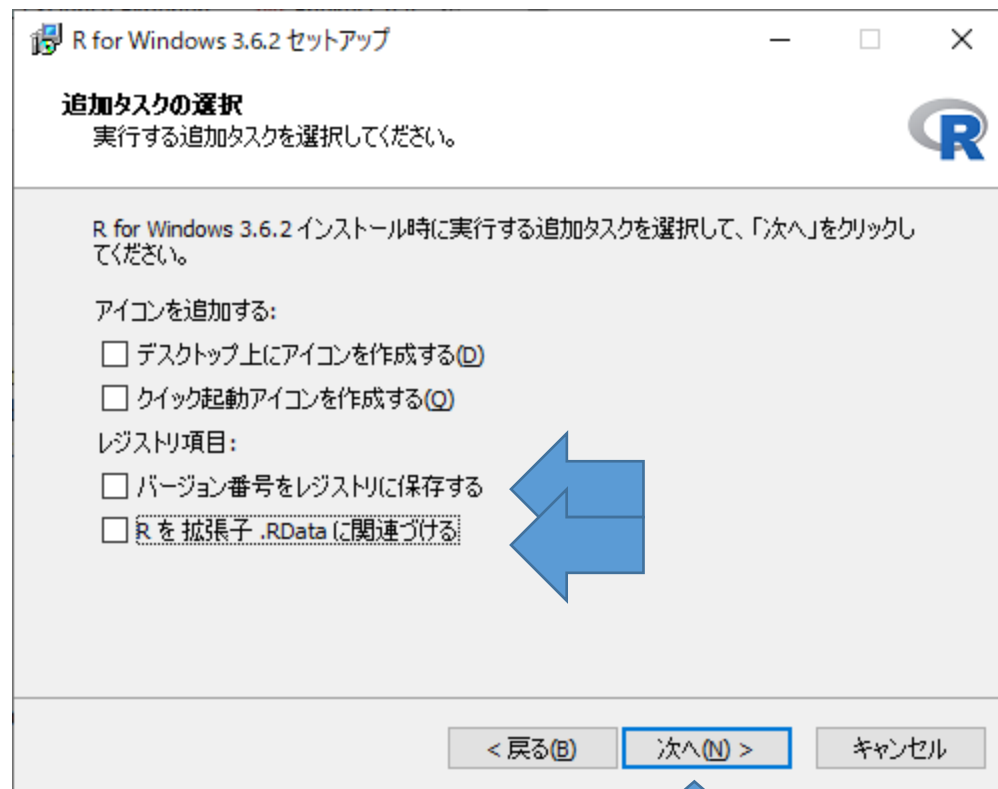 R for Windows 3.6.2 セットアップ
追加タスクの選択
実行する追加タスクを選択してください。
R
R for Windows 3.6.2 インストール時に実行する追加タスクを選択して、「次へ」をクリックし
てください。
アイコンを追加する:
デスクトップ上にアイコンを作成する(D)
クイック起動アイコンを作成する(Q)
レジストリ項目:
バージョン番号をレジストリに保存する
R を 拡張子 .RData に関連づける
< 戻る(B) 次へ(N) > キャンセル